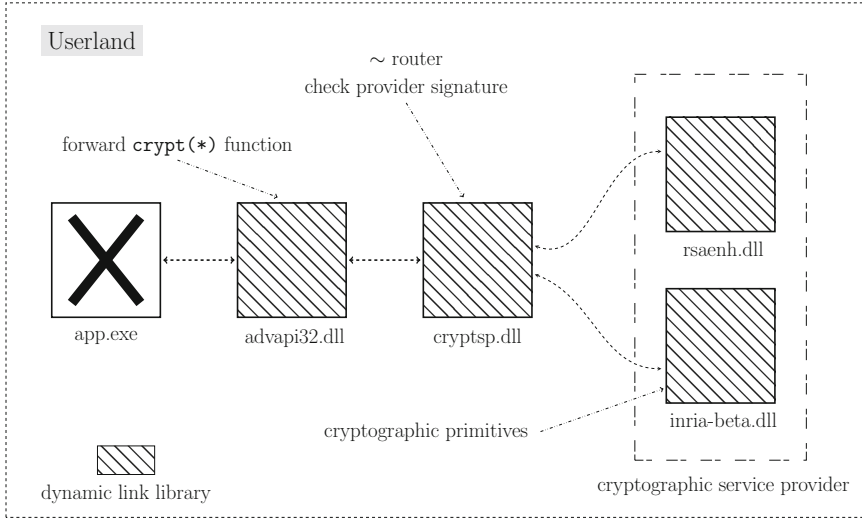 Userland
∼ router
check provider signature
forward crypt(*) function
rsaenh.dll
app.exe
advapi32.dll
cryptsp.dll
inria-beta.dll
cryptographic primitives
cryptographic service provider
dynamic link library